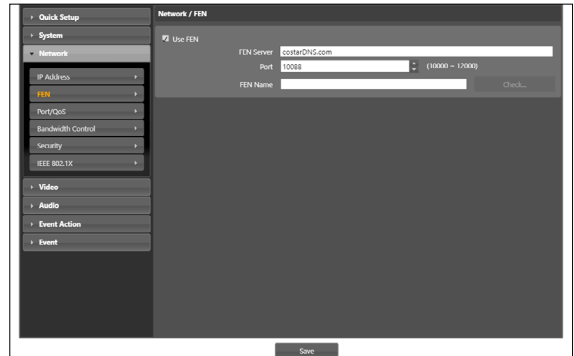 Quick Setup
System
Network
IP Address
FEN
Port/QoS
Bandwidth Control
Security
IEEE 802.1X
Video
Audio
Event Action
Event
Network / FEN
Use FEN
FEN Server costarDNS.com
Port 10088 (10000 ~ 12000)
FEN Name Check...
Save